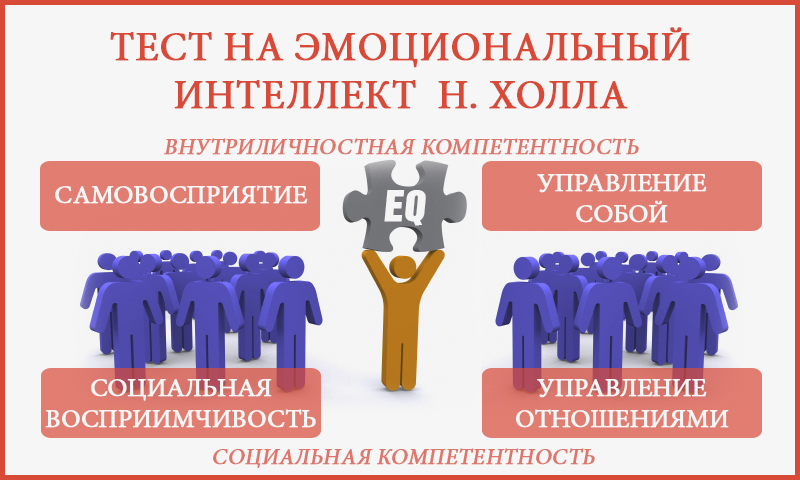 ТЕСТ НА ЭМОЦИОНАЛЬНЫЙ
ИНТЕЛЛЕКТ Н. ХОЛЛА
ВНУТРИЛИЧНОСТНАЯ КОМПЕТЕНТНОСТЬ
САМОВОСПРИЯТИЕ
EQ
УПРАВЛЕНИЕ
СОБОЙ
СОЦИАЛЬНАЯ
ВОСПРИИМЧИВОСТЬ
УПРАВЛЕНИЕ
ОТНОШЕНИЯМИ
СОЦИАЛЬНАЯ КОМПЕТЕНТНОСТЬ